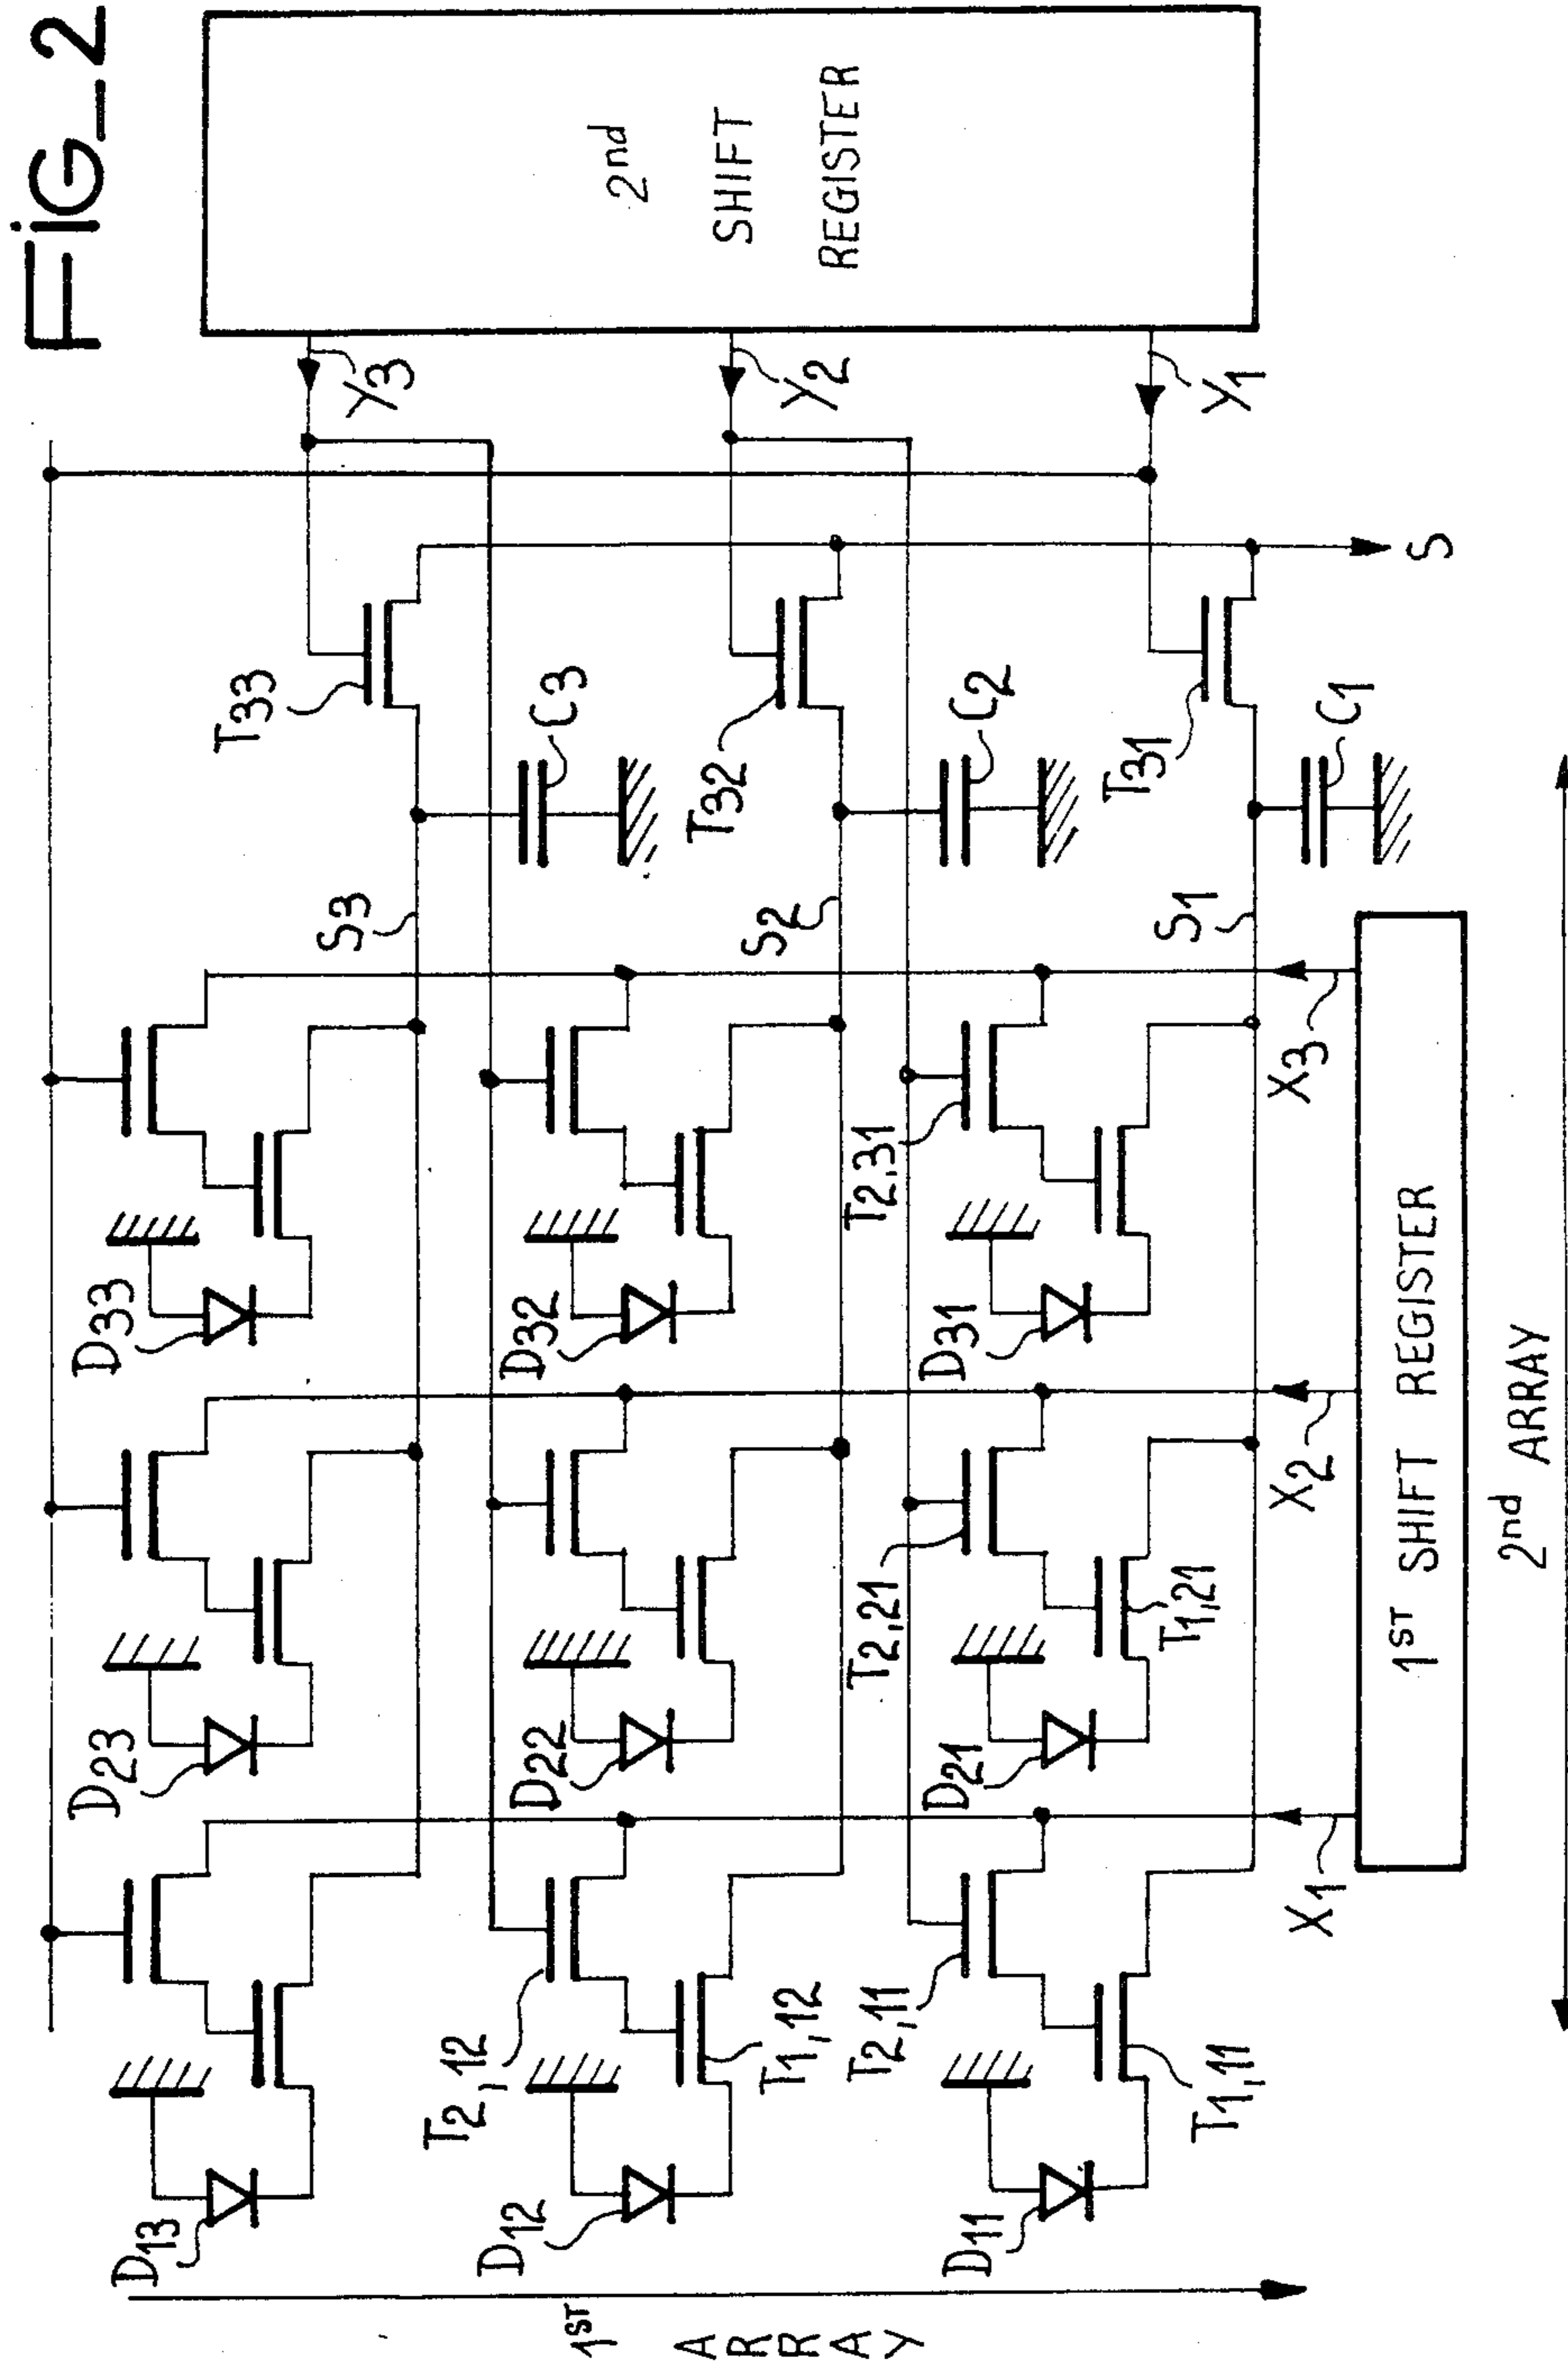 FiG_2
2nd
SHIFT
REGISTER
Y3
Y2
Y1
T33
C3
T32
C2
T31
C1
S
S3
S2
S1
D33
D32
T2,31
D31
X3
D23
D22
T2,21
D21
T1,21
X2
D13
T2,12
D12
T1,12
T2,11
D11
T1,11
X1
1ST SHIFT REGISTER
2nd ARRAY
1ST
ARRAY